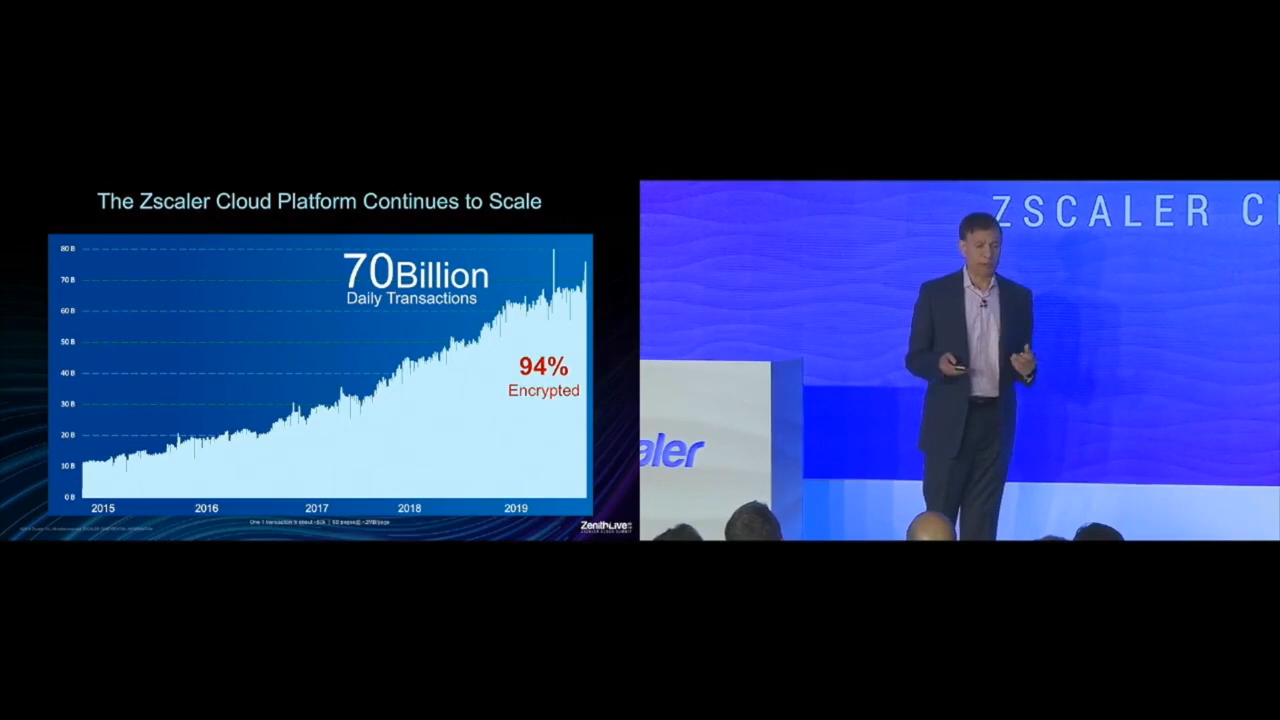 The Zscaler Cloud Platform Continues to Scale
80 B
70 B
60 B
50 B
40 B
30 B
20 B
10 B
0 B
70Billion
Daily Transactions
94%
Encrypted
2015
2016
2017
2018
2019
ZenithLive
ZSCALER C
aler